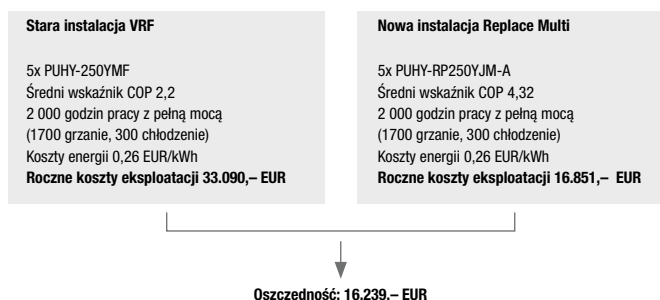 Stara instalacja VRF
5x PUHY-250YMF
Średni wskaźnik COP 2,2
2 000 godzin pracy z pełną mocą
(1700 grzanie, 300 chłodzenie)
Koszty energii 0,26 EUR/kWh
Roczne koszty eksploatacji 33.090,– EUR
Nowa instalacja Replace Multi
5x PUHY-RP250YJM-A
Średni wskaźnik COP 4,32
2 000 godzin pracy z pełną mocą
(1700 grzanie, 300 chłodzenie)
Koszty energii 0,26 EUR/kWh
Roczne koszty eksploatacji 16.851,– EUR
Oszczędność: 16.239,– EUR